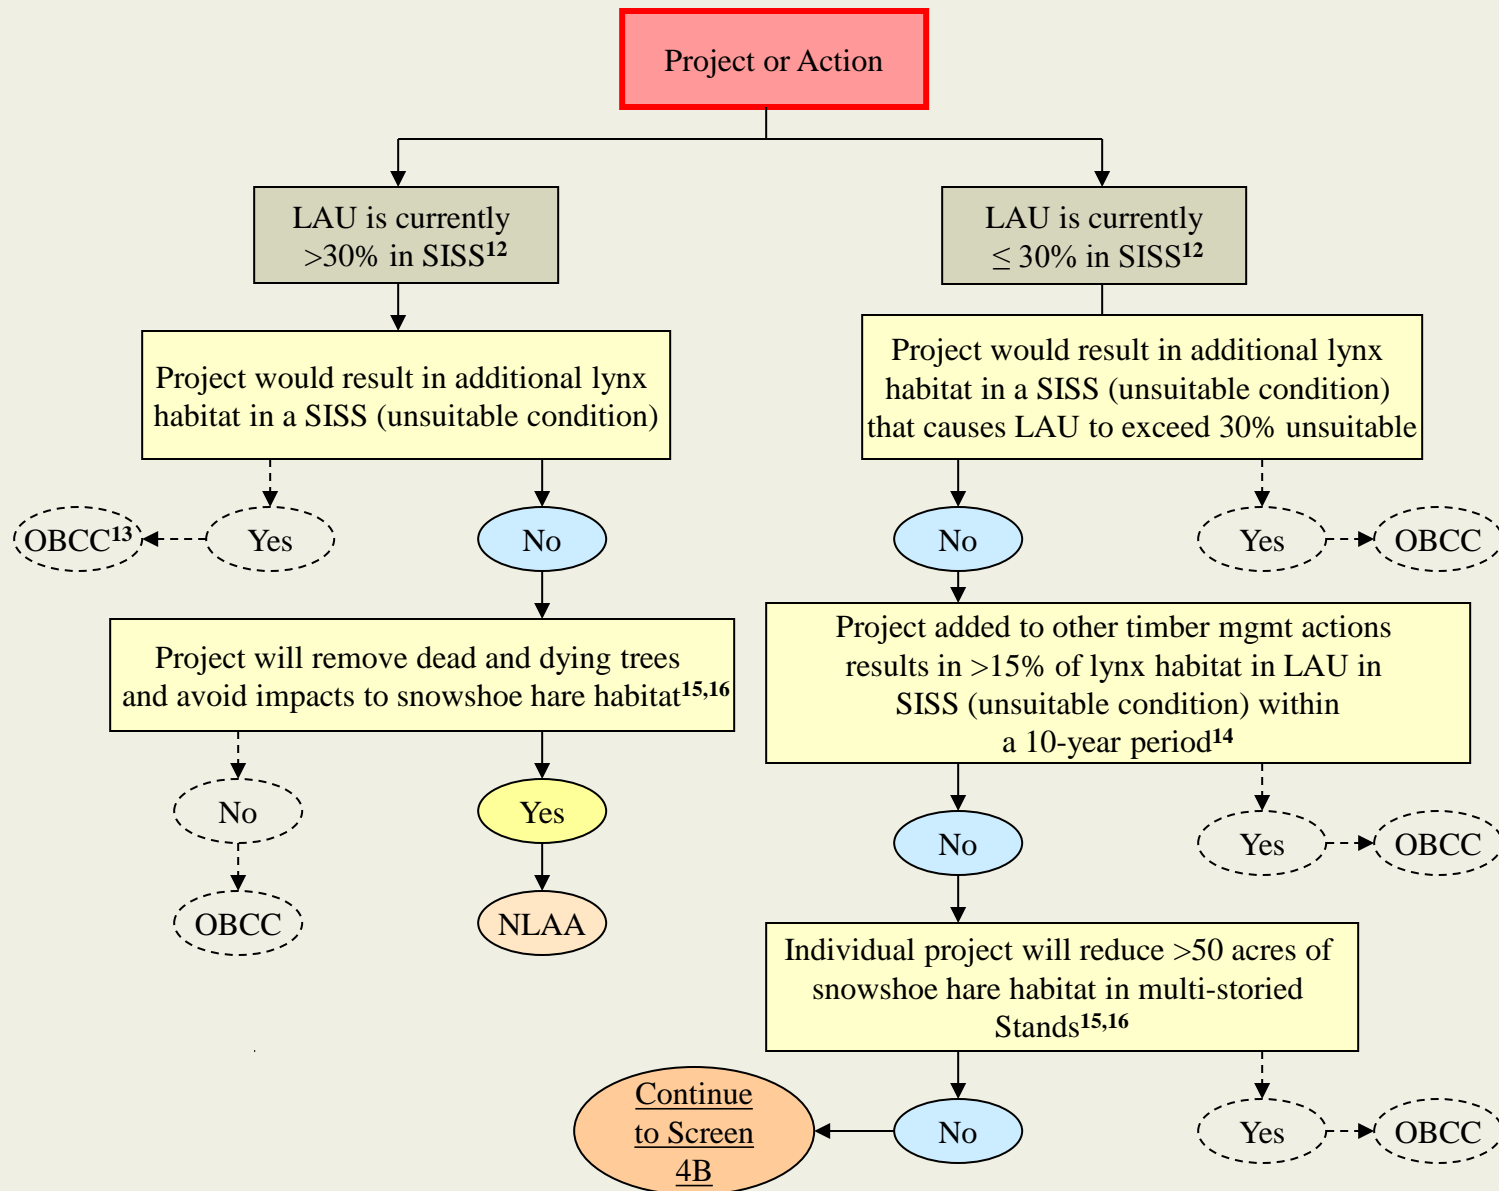 Project or Action
LAU is currently
>30% in SISS12
LAU is currently
≤ 30% in SISS12
Project would result in additional lynx
habitat in a SISS (unsuitable condition)
Project would result in additional lynx
habitat in a SISS (unsuitable condition)
that causes LAU to exceed 30% unsuitable
OBCC13
Yes
No
No
Yes
OBCC
Project will remove dead and dying trees
and avoid impacts to snowshoe hare habitat15,16
Project added to other timber mgmt actions
results in >15% of lynx habitat in LAU in
SISS (unsuitable condition) within
a 10-year period14
No
Yes
No
Yes
OBCC
OBCC
NLAA
Individual project will reduce >50 acres of
snowshoe hare habitat in multi-storied
Stands15,16
Continue
to Screen
4B
No
Yes
OBCC